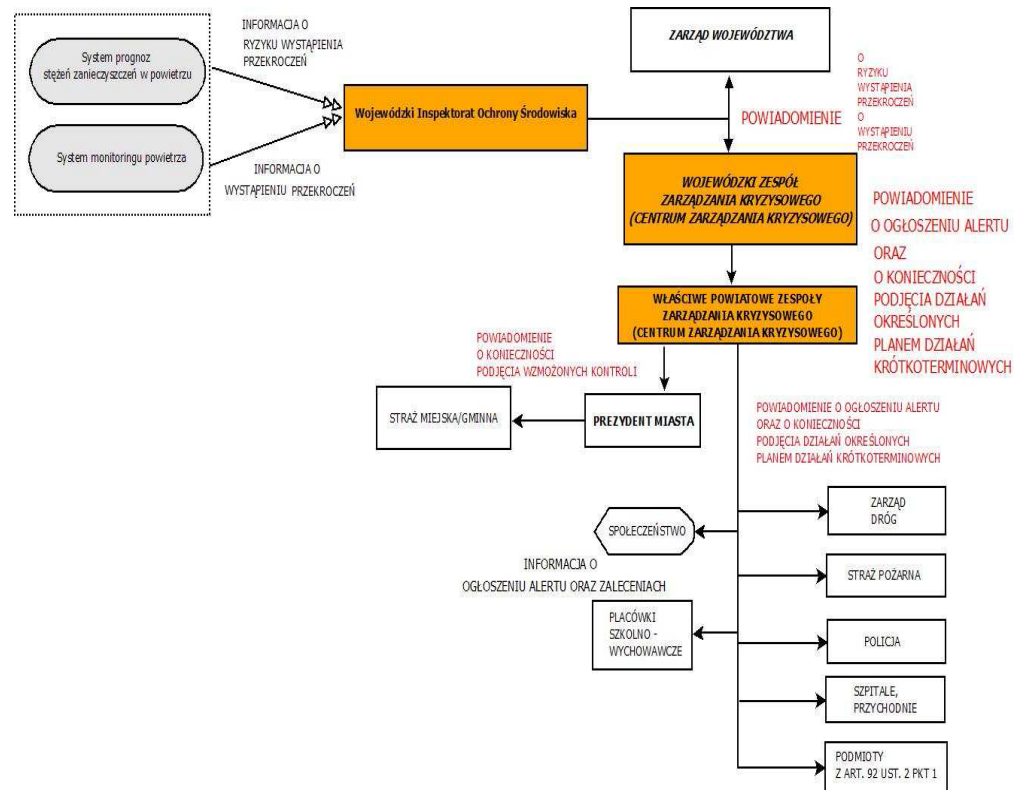 INFORMACJA O
RYZYKU WYSTĄPIENIA
PRZEKROCZEŃ
System prognoz
stężeń zanieczyszczeń w powietrzu
System monitoringu powietrza
INFORMACJA O
WYSTĄPIENIU PRZEKROCZEŃ
Wojewódzki Inspektorat Ochrony Środowiska
ZARZĄD WOJEWÓDZTWA
POWIADOMIENIE
O
RYZYKU
WYSTĄPIENIA
PRZEKROCZEŃ
O
WYSTĄPIENIU
PRZEKROCZEŃ
WOJEWÓDZKI ZESPÓŁ
ZARZĄDZANIA KRYZYSOWEGO
(CENTRUM ZARZĄDZANIA KRYZYSOWEGO)
POWIADOMIENIE
O OGŁOSZENIU ALERTU
ORAZ
O KONIECZNOŚCI
PODJĘCIA DZIAŁAŃ
OKREŚLONYCH
PLANEM DZIAŁAŃ
KRÓTKOTERMINOWYCH
WŁAŚCIWE POWIATOWE ZESPOŁY
ZARZĄDZANIA KRYZYSOWEGO
(CENTRUM ZARZĄDZANIA KRYZYSOWEGO)
POWIADOMIENIE
O KONIECZNOŚCI
PODJĘCIA WZMOŻONYCH KONTROLI
STRAŻ MIEJSKA/GMINNA
PREZYDENT MIASTA
POWIADOMIENIE O OGŁOSZENIU ALERTU
ORAZ O KONIECZNOŚCI
PODJĘCIA DZIAŁAŃ OKREŚLONYCH
PLANEM DZIAŁAŃ KRÓTKOTERMINOWYCH
SPOŁECZEŃSTWO
INFORMACJA O
OGŁOSZENIU ALERTU ORAZ ZALECENIACH
PLACÓWKI
SZKOLNO -
WYCHOWAWCZE
ZARZĄD
DRÓG
STRAŻ POŻARNA
POLICJA
SZPITALE,
PRZYCHODNIE
PODMIOTY
Z ART. 92 UST. 2 PKT 1